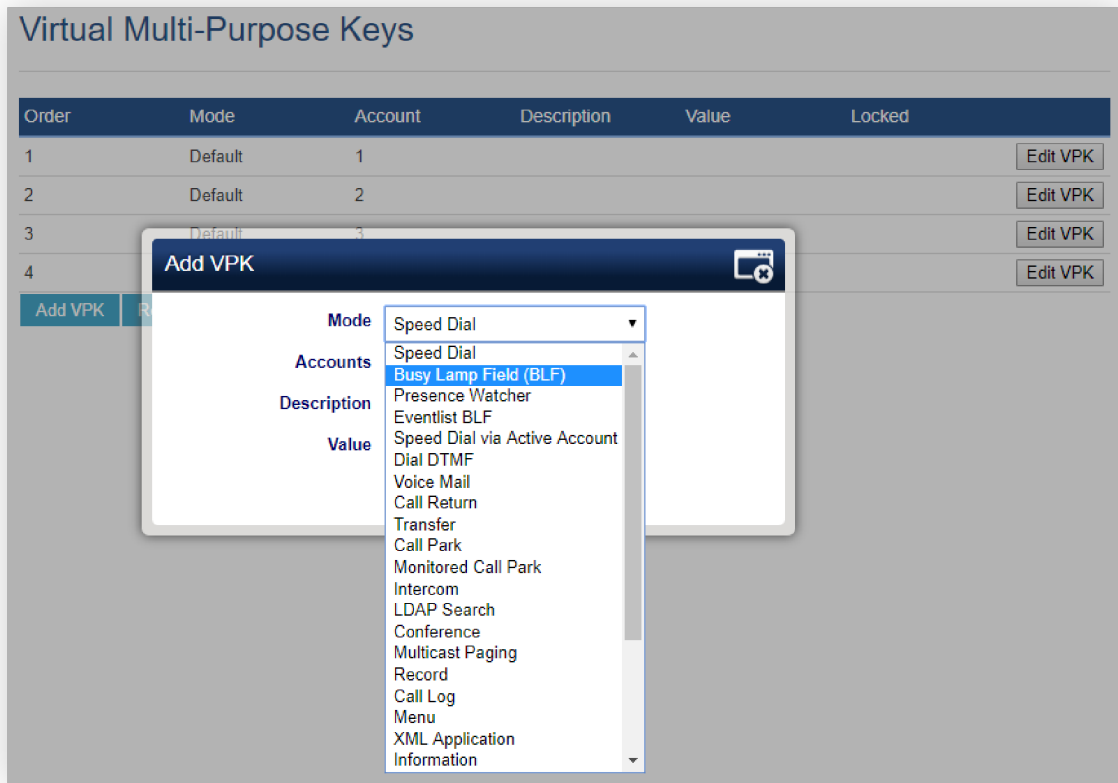 Virtual Multi-Purpose Keys
Order Mode Account Description Value Locked
1 Default 1 Edit VPK
2 Default 2 Edit VPK
3 Default 3 Edit VPK
4 Edit VPK
Add VPK
Add VPK
Mode Speed Dial
Accounts
Description
Value
Speed Dial
Busy Lamp Field (BLF)
Presence Watcher
Eventlist BLF
Speed Dial via Active Account
Dial DTMF
Voice Mail
Call Return
Transfer
Call Park
Monitored Call Park
Intercom
LDAP Search
Conference
Multicast Paging
Record
Call Log
Menu
XML Application
Information